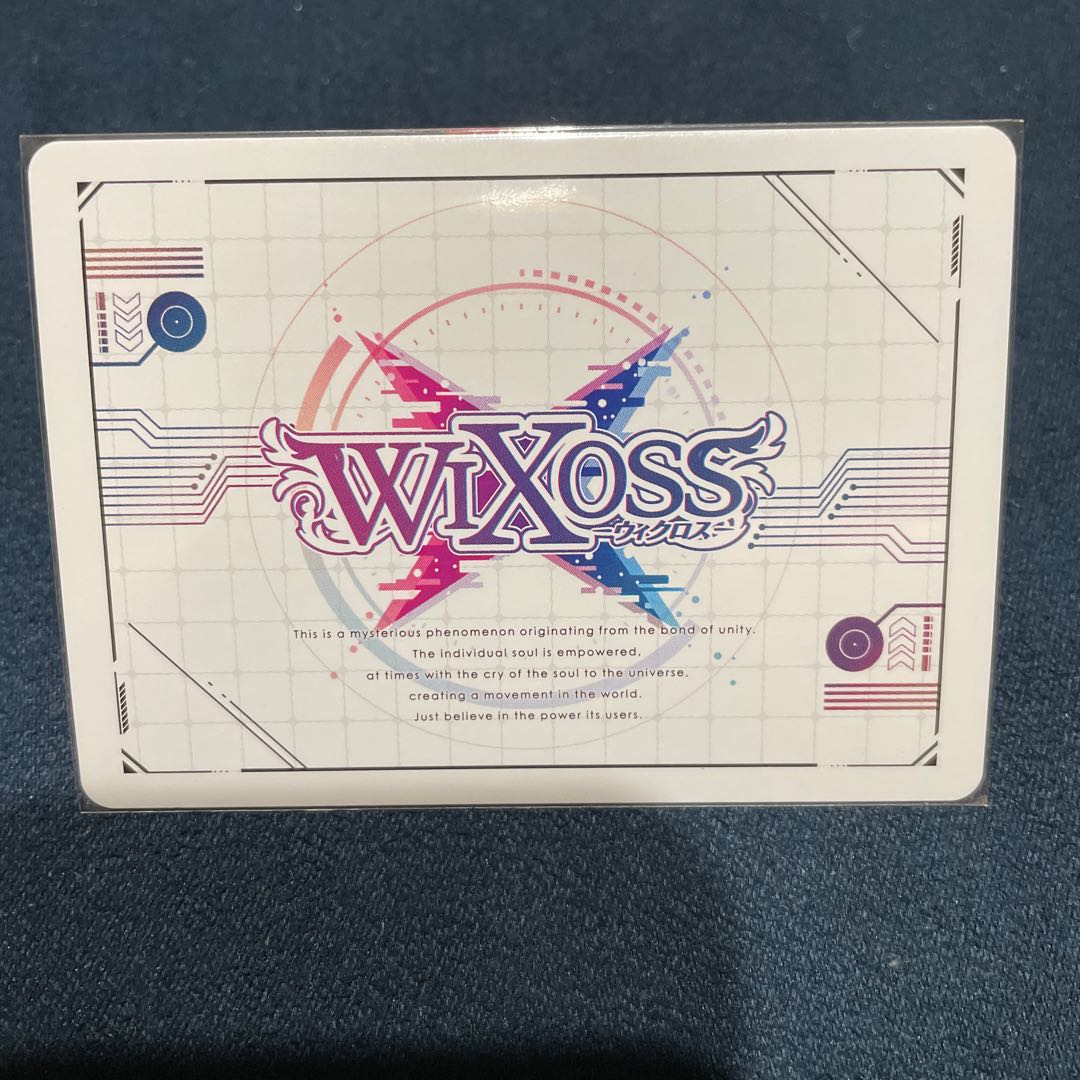 WIXOSS
ウィクロス
This is a mysterious phenomenon originating from the bond of unity.
The individual soul is empowered,
at times with the cry of the soul to the universe,
creating a movement in the world.
Just believe in the power its users.